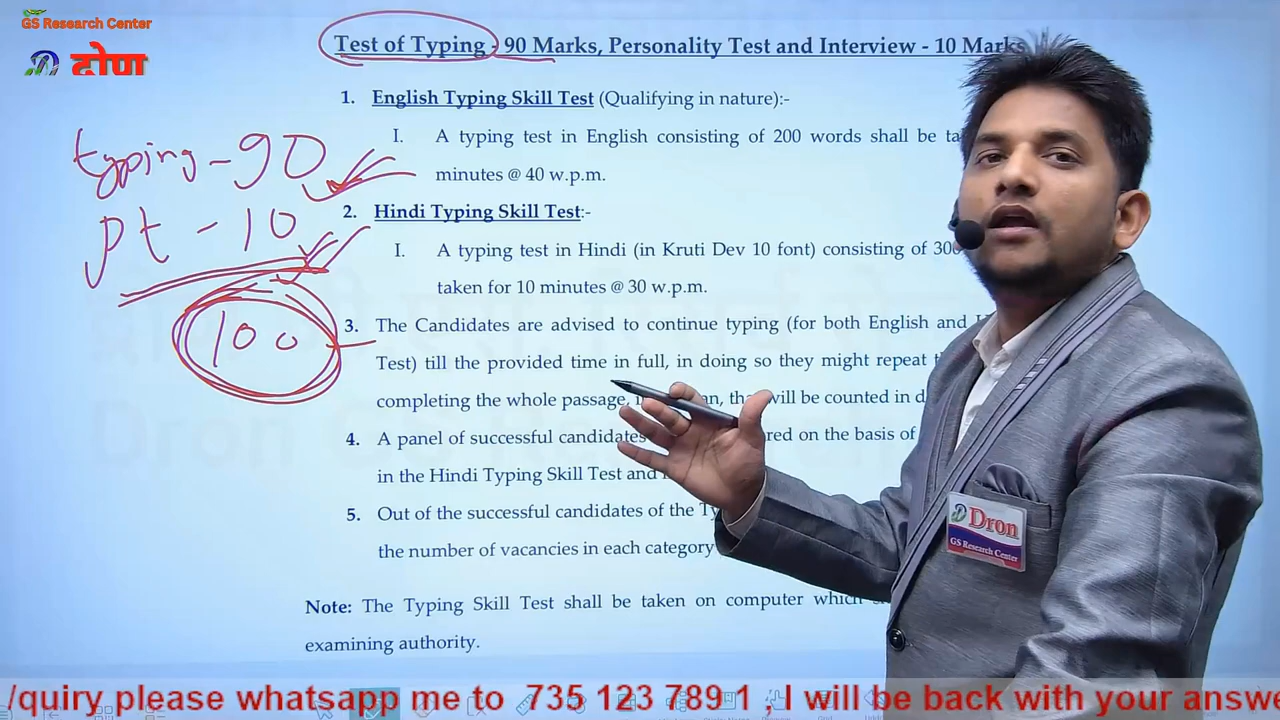 GS Research Center
द्रोण
Test of Typing - 90 Marks, Personality Test and Interview - 10 Marks
1. English Typing Skill Test (Qualifying in nature):-
I. A typing test in English consisting of 200 words shall be
minutes @ 40 w.p.m.
typing - 90
pt - 10
100
2. Hindi Typing Skill Test:-
I. A typing test in Hindi (in Kruti Dev 10 font) consisting of
taken for 10 minutes @ 30 w.p.m.
3. The Candidates are advised to continue typing (for both English and
Test) till the provided time in full, in doing so they might repeat
completing the whole passage, will be counted in
4. A panel of successful candidates on the basis of
in the Hindi Typing Skill Test and
5. Out of the successful candidates of the
the number of vacancies in each category
Note: The Typing Skill Test shall be taken on computer which
examining authority.
Dron
GS Research Center
/quiry please whatsapp me to 735 123 789 1 , I will be back with your answe